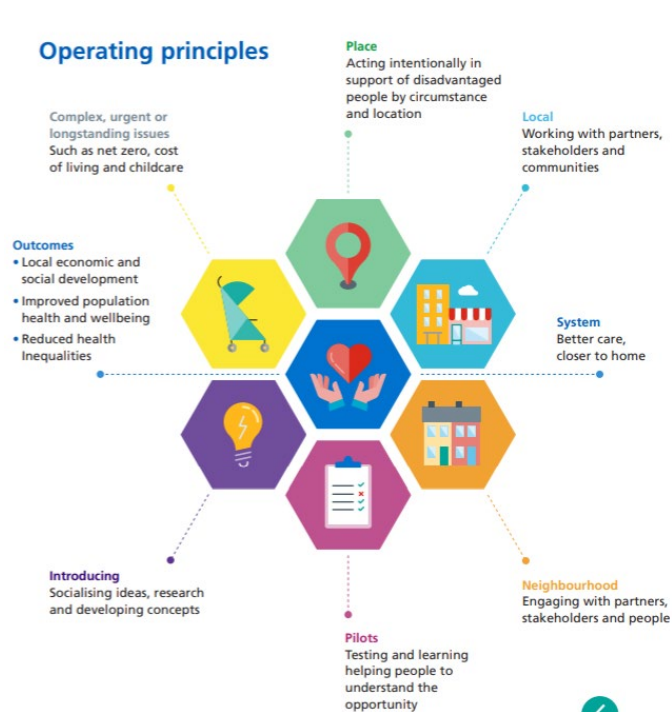 Operating principles
Place
Acting intentionally in
support of disadvantaged
people by circumstance
and location
Complex, urgent or
longstanding issues
Such as net zero, cost
of living and childcare
Local
Working with partners,
stakeholders and
communities
Outcomes
• Local economic and
social development
• Improved population
health and wellbeing
• Reduced health
Inequalities
System
Better care,
closer to home
Introducing
Socialising ideas, research
and developing concepts
Neighbourhood
Engaging with partners,
stakeholders and people
Pilots
Testing and learning
helping people to
understand the
opportunity